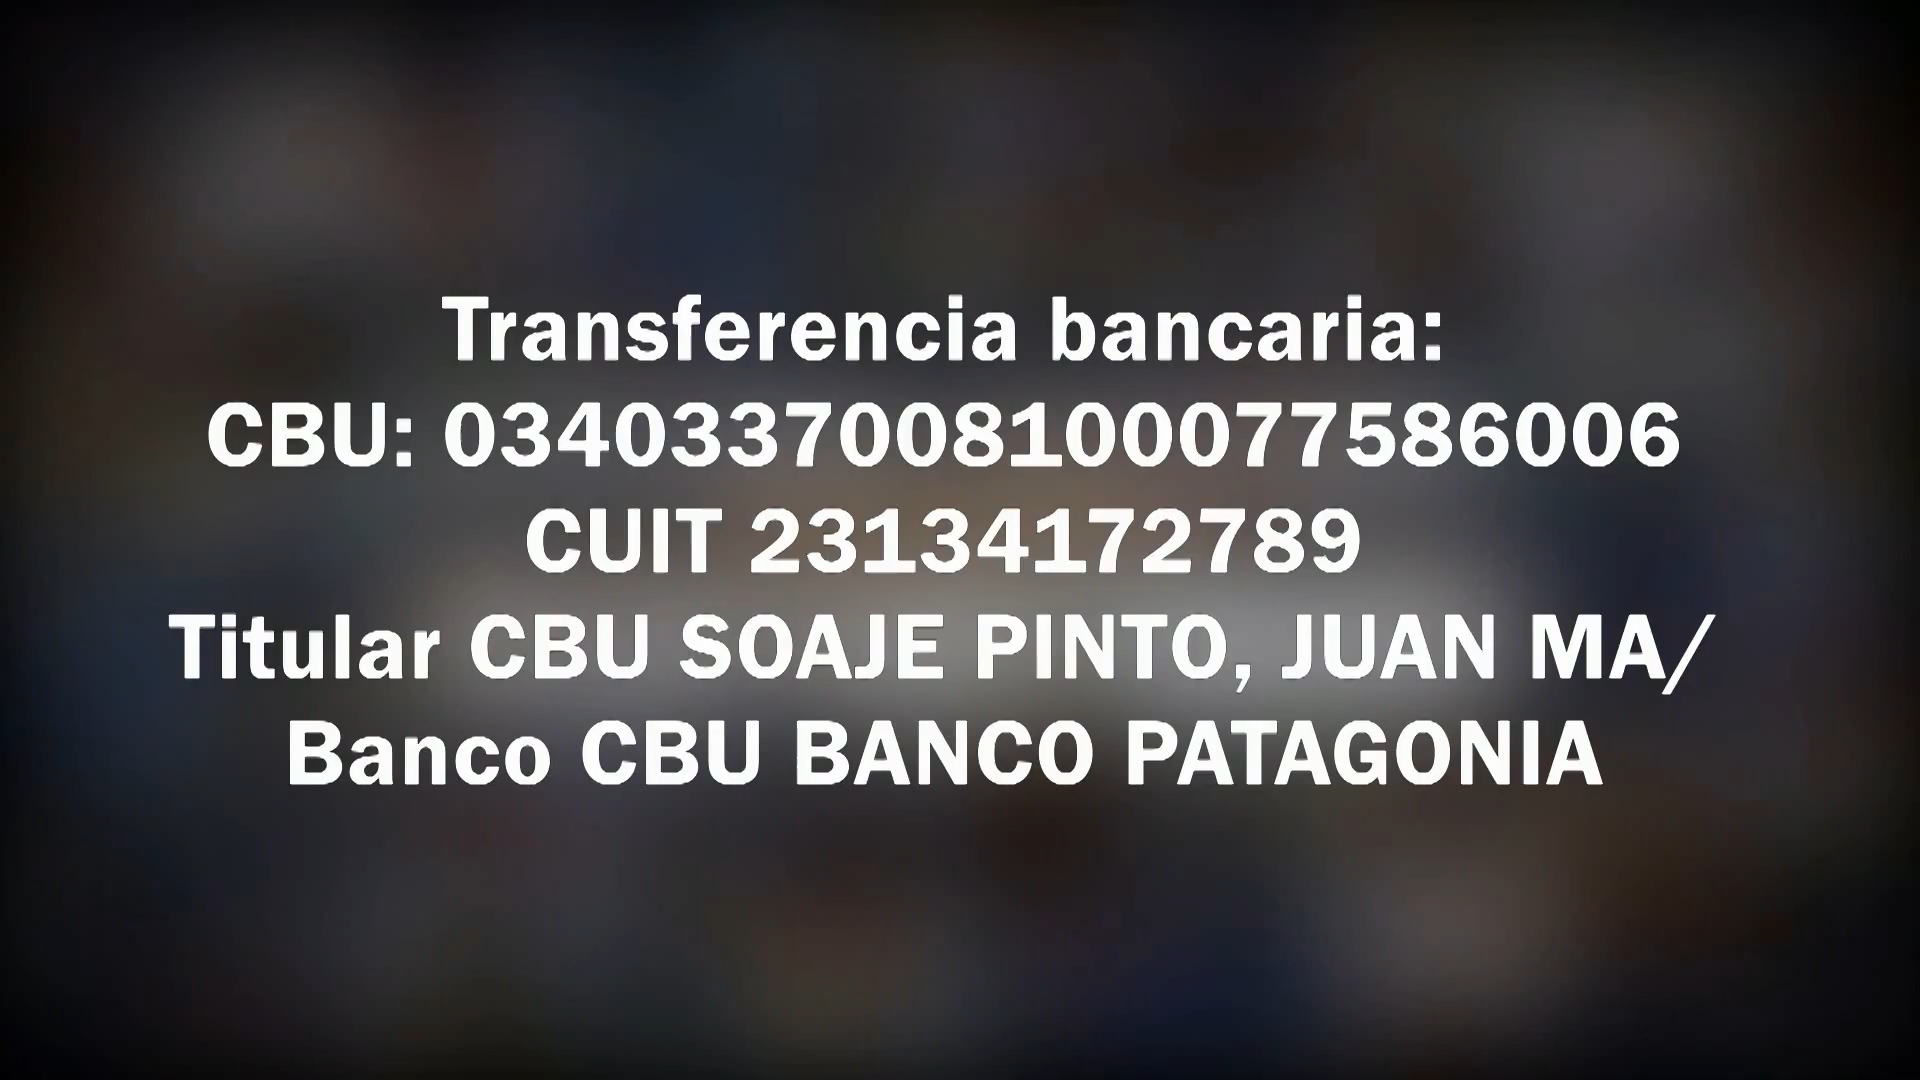 Transferencia bancaria:
CBU: 0340337008100077586006
CUIT 23134172789
Titular CBU SOAJE PINTO, JUAN MA/
Banco CBU BANCO PATAGONIA